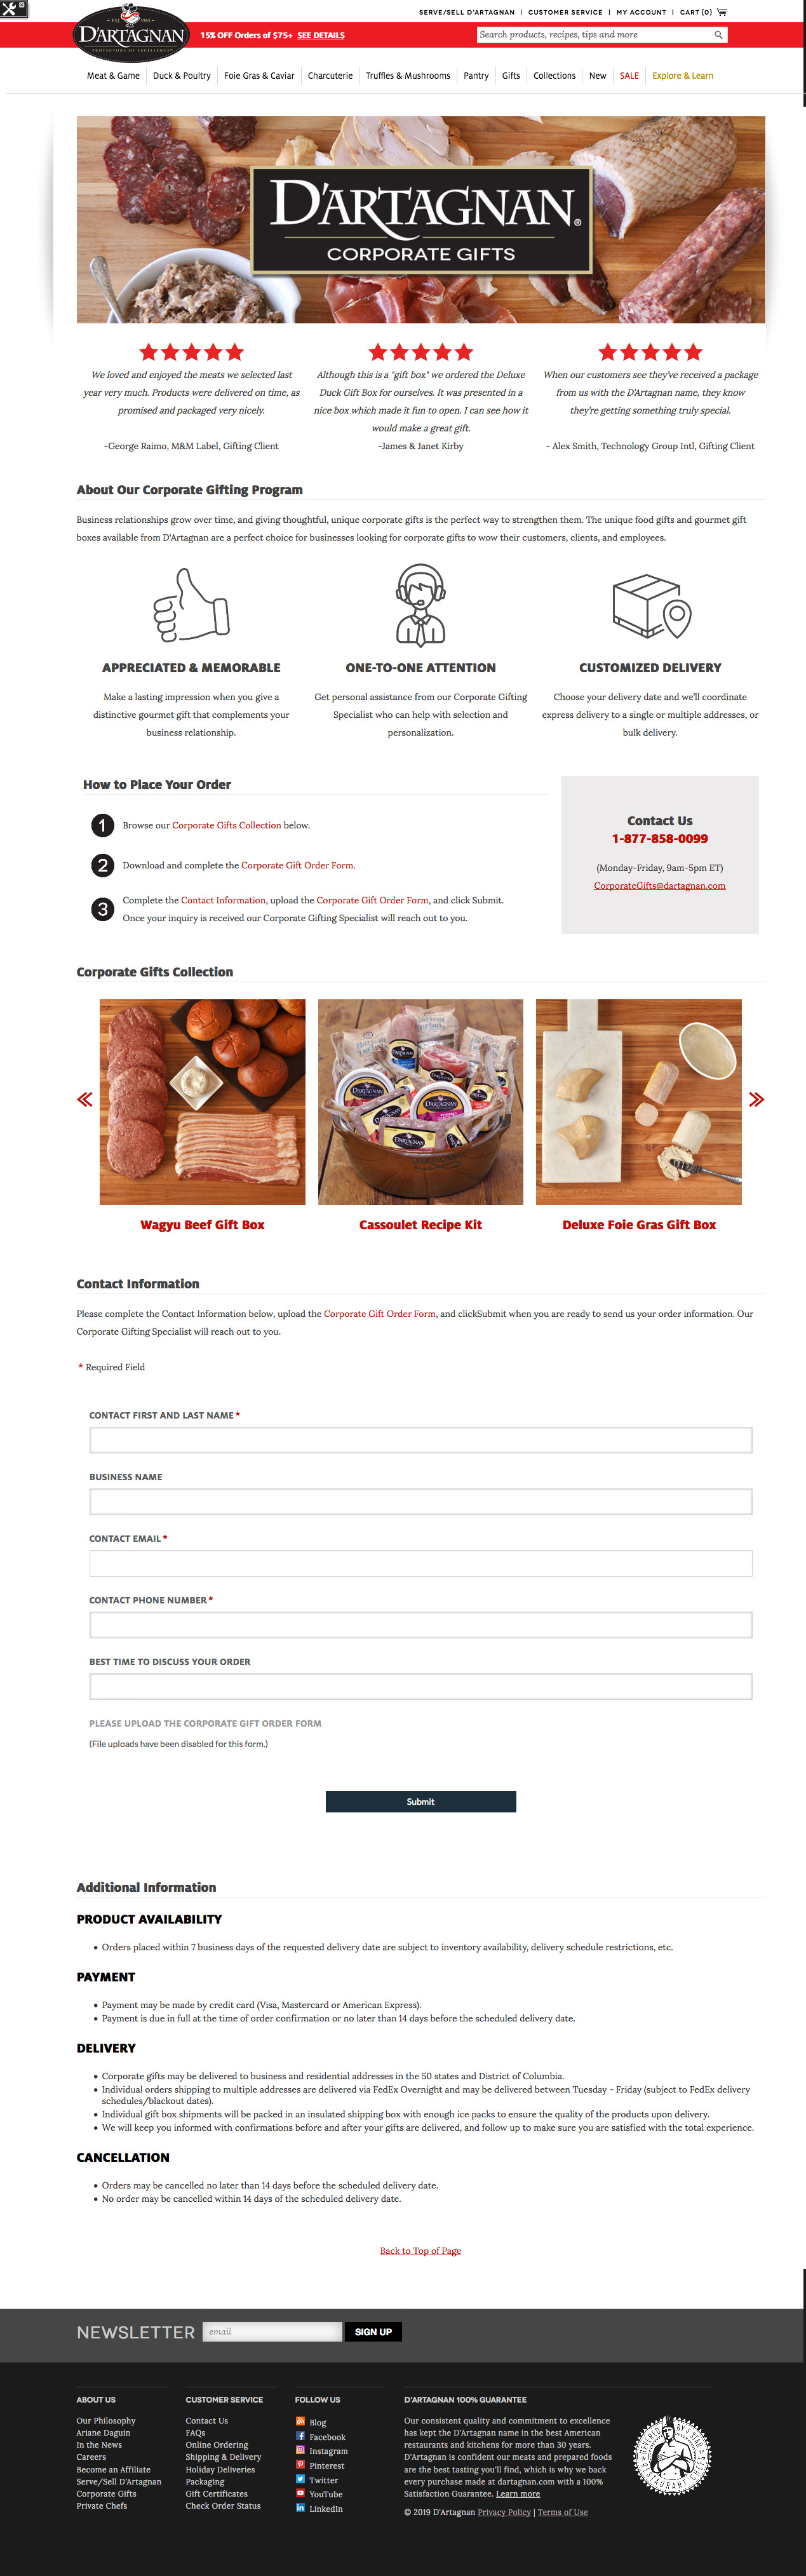 SERVE/SELL D'ARTAGNAN | CUSTOMER SERVICE | MY ACCOUNT | CART (0)
EST. 1985
D'ARTAGNAN
PROTECTORS OF EXCELLENCE
15% OFF Orders of $75+ SEE DETAILS
Search products, recipes, tips and more
Meat & Game
Duck & Poultry
Foie Gras & Caviar
Charcuterie
Truffles & Mushrooms
Pantry
Gifts
Collections
New
SALE
Explore & Learn
D'ARTAGNAN®
CORPORATE GIFTS
We loved and enjoyed the meats we selected last
year very much. Products were delivered on time, as
promised and packaged very nicely.
-George Raimo, M&M Label, Gifting Client
Although this is a "gift box" we ordered the Deluxe
Duck Gift Box for ourselves. It was presented in a
nice box which made it fun to open. I can see how it
would make a great gift.
-James & Janet Kirby
When our customers see they've received a package
from us with the D'Artagnan name, they know
they're getting something truly special.
- Alex Smith, Technology Group Intl, Gifting Client
About Our Corporate Gifting Program
Business relationships grow over time, and giving thoughtful, unique corporate gifts is the perfect way to strengthen them. The unique food gifts and gourmet gift
boxes available from D'Artagnan are a perfect choice for businesses looking for corporate gifts to wow their customers, clients, and employees.
APPRECIATED & MEMORABLE
Make a lasting impression when you give a
distinctive gourmet gift that complements your
business relationship.
ONE-TO-ONE ATTENTION
Get personal assistance from our Corporate Gifting
Specialist who can help with selection and
personalization.
CUSTOMIZED DELIVERY
Choose your delivery date and we'll coordinate
express delivery to a single or multiple addresses, or
bulk delivery.
How to Place Your Order
1 Browse our Corporate Gifts Collection below.
2 Download and complete the Corporate Gift Order Form.
3 Complete the Contact Information, upload the Corporate Gift Order Form, and click Submit.
Once your inquiry is received our Corporate Gifting Specialist will reach out to you.
Contact Us
1-877-858-0099
(Monday-Friday, 9am-5pm ET)
CorporateGifts@dartagnan.com
Corporate Gifts Collection
Haricot
Tarbais
D'ARTAGNAN
D'ARTAGNAN
D'ARTAGNAN
Wagyu Beef Gift Box
Cassoulet Recipe Kit
Deluxe Foie Gras Gift Box
Contact Information
Please complete the Contact Information below, upload the Corporate Gift Order Form, and clickSubmit when you are ready to send us your order information. Our
Corporate Gifting Specialist will reach out to you.
* Required Field
CONTACT FIRST AND LAST NAME *
BUSINESS NAME
CONTACT EMAIL *
CONTACT PHONE NUMBER *
BEST TIME TO DISCUSS YOUR ORDER
PLEASE UPLOAD THE CORPORATE GIFT ORDER FORM
(File uploads have been disabled for this form.)
Submit
Additional Information
PRODUCT AVAILABILITY
• Orders placed within 7 business days of the requested delivery date are subject to inventory availability, delivery schedule restrictions, etc.
PAYMENT
• Payment may be made by credit card (Visa, Mastercard or American Express).
• Payment is due in full at the time of order confirmation or no later than 14 days before the scheduled delivery date.
DELIVERY
• Corporate gifts may be delivered to business and residential addresses in the 50 states and District of Columbia.
• Individual orders shipping to multiple addresses are delivered via FedEx Overnight and may be delivered between Tuesday - Friday (subject to FedEx delivery
schedules/blackout dates).
• Individual gift box shipments will be packed in an insulated shipping box with enough ice packs to ensure the quality of the products upon delivery.
• We will keep you informed with confirmations before and after your gifts are delivered, and follow up to make sure you are satisfied with the total experience.
CANCELLATION
• Orders may be cancelled no later than 14 days before the scheduled delivery date.
• No order may be cancelled within 14 days of the scheduled delivery date.
Back to Top of Page
NEWSLETTER
email
SIGN UP
ABOUT US
Our Philosophy
Ariane Daguin
In the News
Careers
Become an Affiliate
Serve/Sell D'Artagnan
Corporate Gifts
Private Chefs
CUSTOMER SERVICE
Contact Us
FAQs
Online Ordering
Shipping & Delivery
Holiday Deliveries
Packaging
Gift Certificates
Check Order Status
FOLLOW US
Blog
Facebook
Instagram
Pinterest
Twitter
YouTube
LinkedIn
D'ARTAGNAN 100% GUARANTEE
Our consistent quality and commitment to excellence
has kept the D'Artagnan name in the best American
restaurants and kitchens for more than 30 years.
D'Artagnan is confident our meats and prepared foods
are the best tasting you'll find, which is why we back
every purchase made at dartagnan.com with a 100%
Satisfaction Guarantee. Learn more
© 2019 D'Artagnan Privacy Policy | Terms of Use